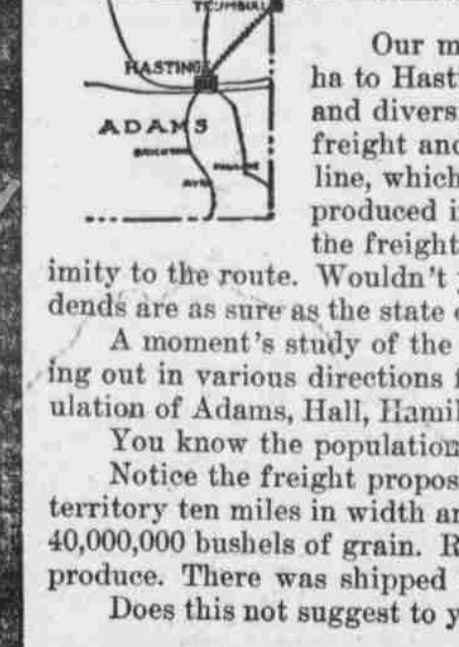 TRUMBULL
HASTINGS
ADAMS
Our m
ha to Hast
and divers
freight and
line, which
produced i
the freight
imity to the route. Wouldn't y
dends are as sure as the state o
A moment's study of the
ing out in various directions f
ulation of Adams, Hall, Hamil
You know the population
Notice the freight propos
territory ten miles in width an
40,000,000 bushels of grain. R
produce. There was shipped
Does this not suggest to y